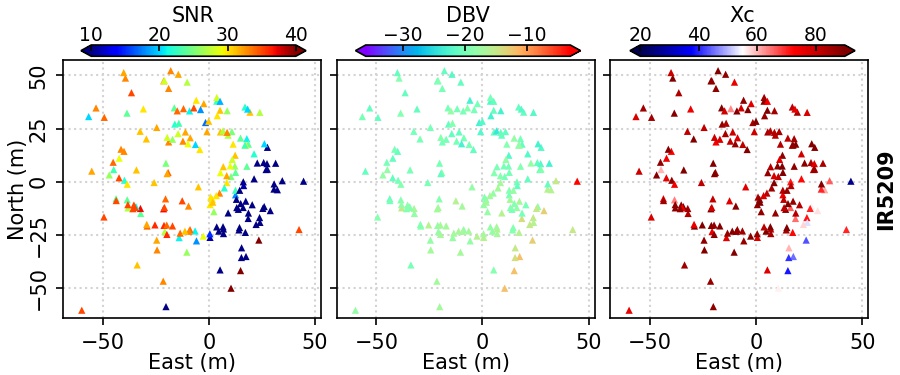 SNR DBV Xc
10 20 30 40 −30 −20 −10 20 40 60 80
50
25
0
−25
−50
North (m)
−50 0 50 −50 0 50 −50 0 50
East (m) East (m) East (m)
IR5209